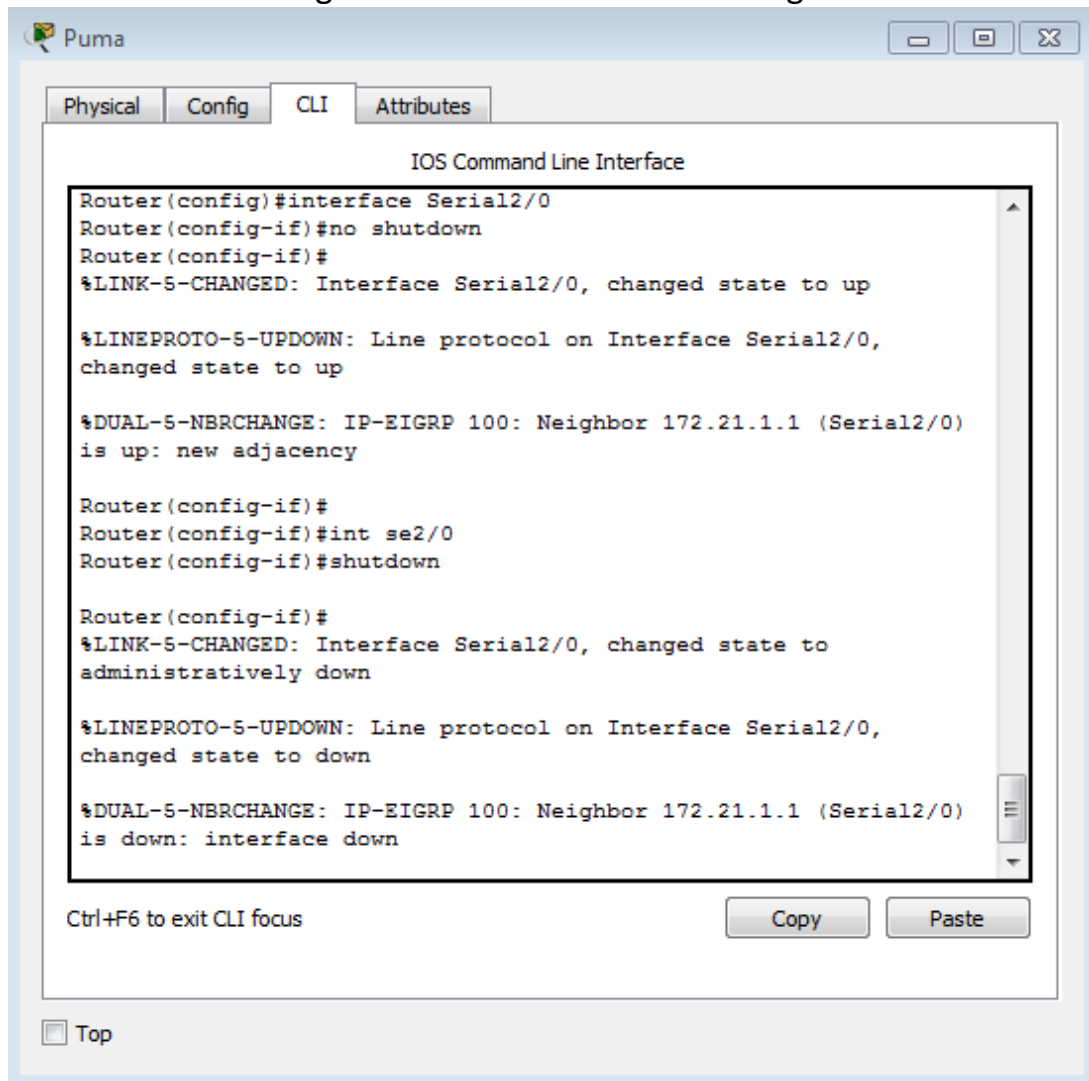 Puma
Physical Config CLI Attributes
IOS Command Line Interface
Router(config)#interface Serial2/0
Router(config-if)#no shutdown
Router(config-if)#
%LINK-5-CHANGED: Interface Serial2/0, changed state to up
%LINEPROTO-5-UPDOWN: Line protocol on Interface Serial2/0,
changed state to up
%DUAL-5-NBRCHANGE: IP-EIGRP 100: Neighbor 172.21.1.1 (Serial2/0)
is up: new adjacency
Router(config-if)#
Router(config-if)#int se2/0
Router(config-if)#shutdown
Router(config-if)#
%LINK-5-CHANGED: Interface Serial2/0, changed state to
administratively down
%LINEPROTO-5-UPDOWN: Line protocol on Interface Serial2/0,
changed state to down
%DUAL-5-NBRCHANGE: IP-EIGRP 100: Neighbor 172.21.1.1 (Serial2/0)
is down: interface down
Ctrl+F6 to exit CLI focus Copy Paste
Top